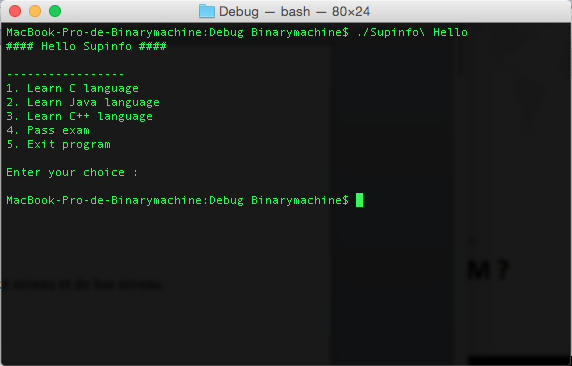 Debug — bash — 80×24
MacBook-Pro-de-Binarymachine:Debug Binarymachine$ ./Supinfo\ Hello
#### Hello Supinfo ####
-----------------
1. Learn C language
2. Learn Java language
3. Learn C++ language
4. Pass exam
5. Exit program
Enter your choice :
MacBook-Pro-de-Binarymachine:Debug Binarymachine$
M ?